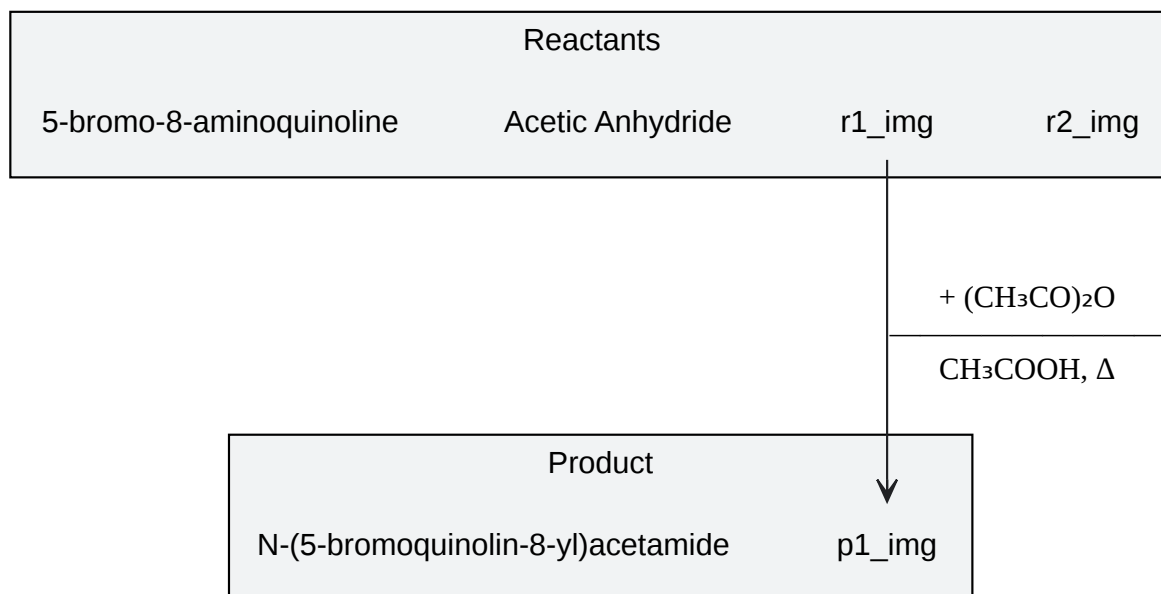 Reactants
5-bromo-8-aminoquinoline Acetic Anhydride r1_img r2_img
+ (CH₃CO)₂O
CH₃COOH, Δ
Product
N-(5-bromoquinolin-8-yl)acetamide p1_img